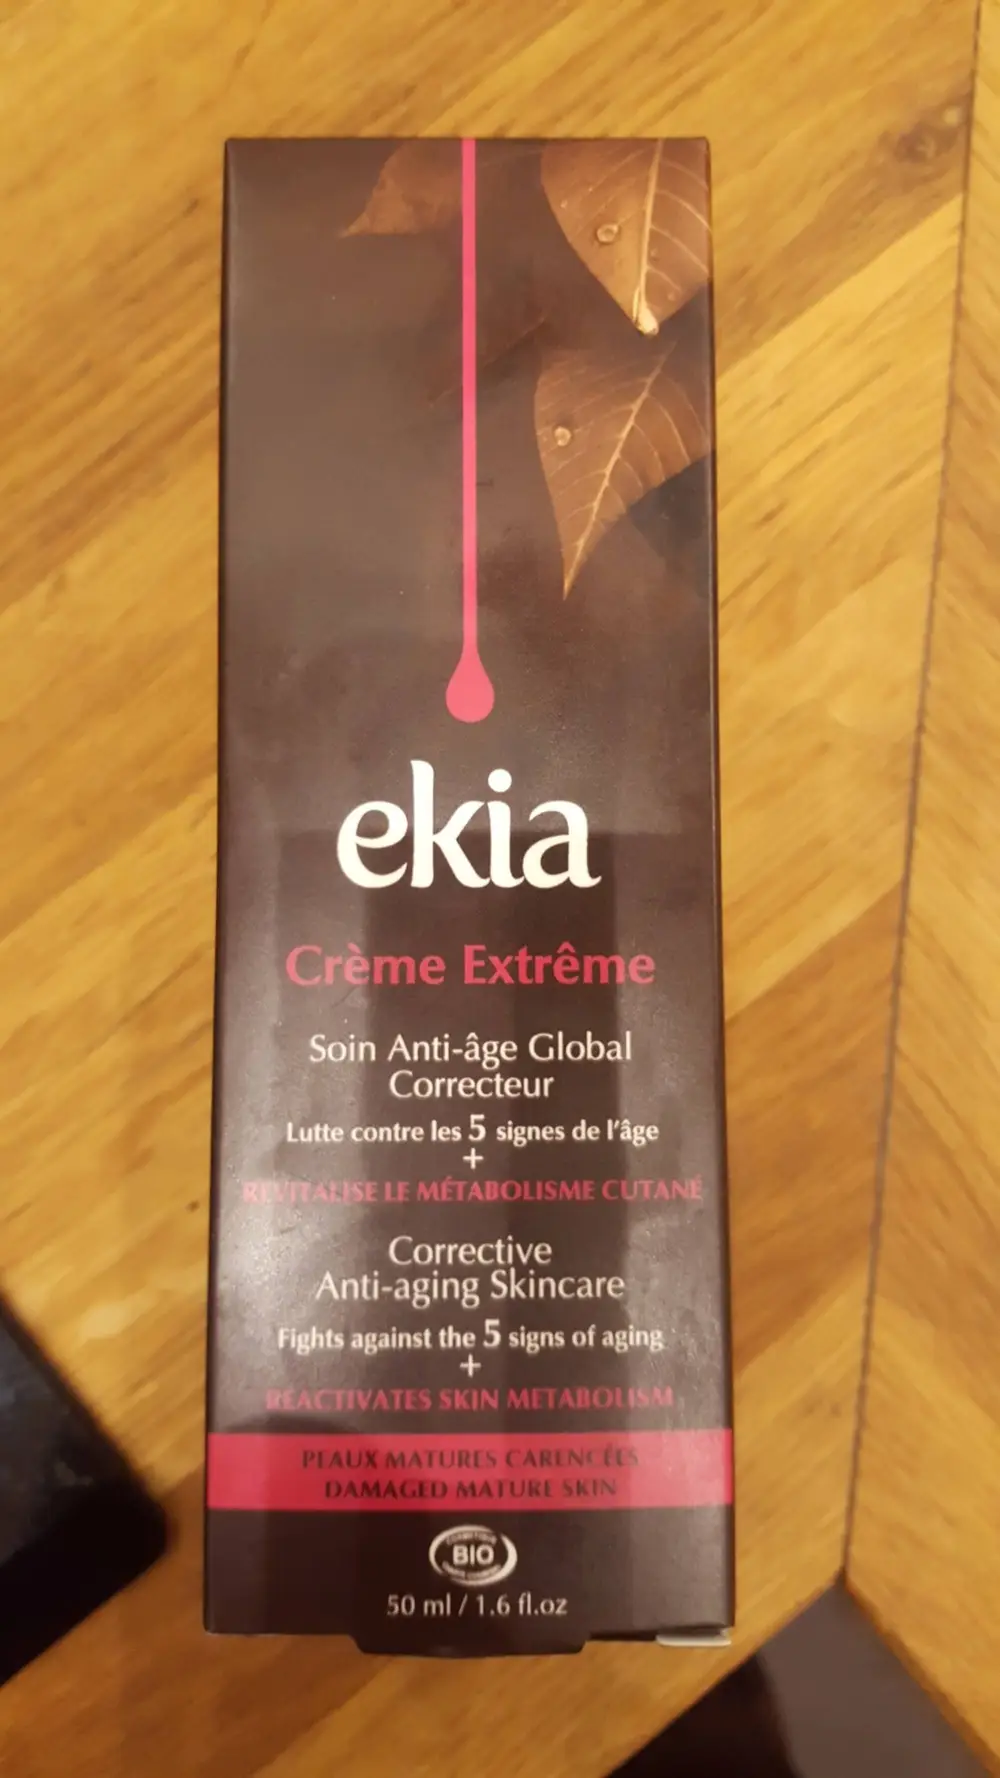 ekia
Crème Extrême
Soin Anti-âge Global
Correcteur
Lutte contre les 5 signes de l'âge
+
REVITALISE LE MÉTABOLISME CUTANÉ
Corrective
Anti-aging Skincare
Fights against the 5 signs of aging
+
REACTIVATES SKIN METABOLISM
PEAUX MATURES CARENCÉES
DAMAGED MATURE SKIN
BIO
50 ml / 1.6 fl.oz